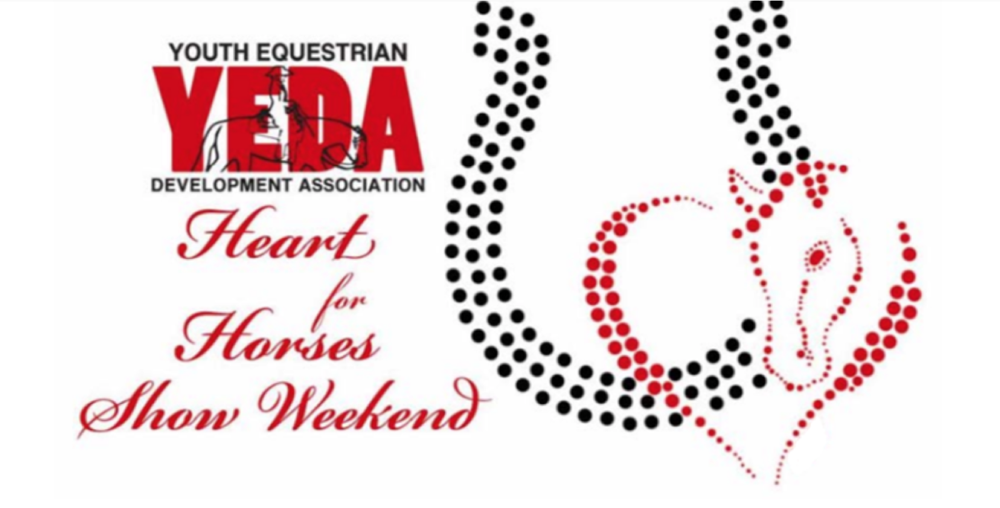 YOUTH EQUESTRIAN
YEDA
DEVELOPMENT ASSOCIATION
Heart
for
Horses
Show Weekend